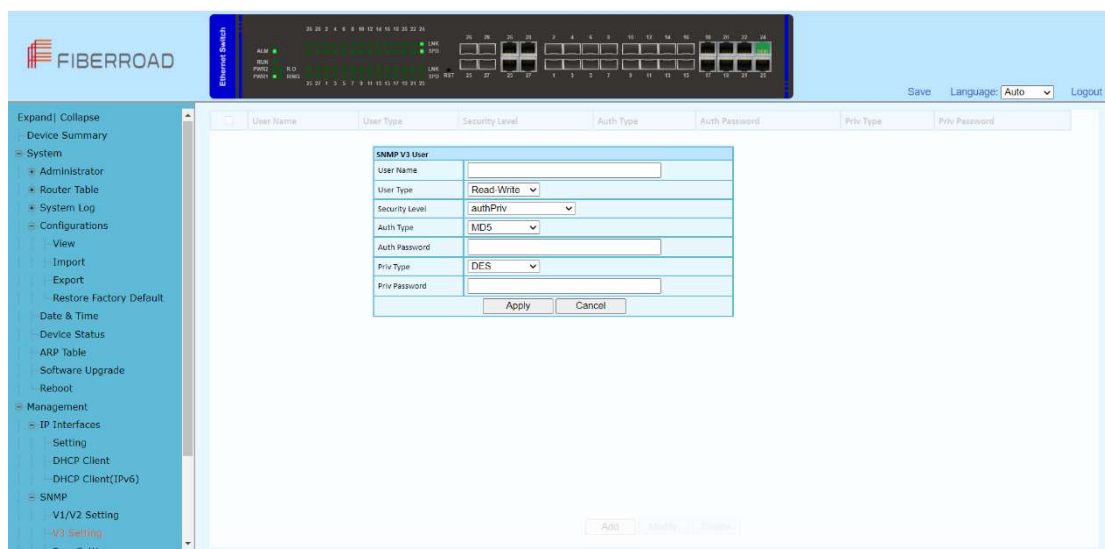 FIBERROAD
Ethernet Switch
ALM
RUN
PWR2 R.O
PWR1 RING
LNK
SPD
LNK
SPD RST
Save Language: Auto Logout
Expand| Collapse
Device Summary
System
Administrator
Router Table
System Log
Configurations
View
Import
Export
Restore Factory Default
Date & Time
Device Status
ARP Table
Software Upgrade
Reboot
Management
IP Interfaces
Setting
DHCP Client
DHCP Client(IPv6)
SNMP
V1/V2 Setting
V3 Setting
User Name User Type Security Level Auth Type Auth Password Priv Type Priv Password
SNMP V3 User
User Name
User Type Read-Write
Security Level authPriv
Auth Type MD5
Auth Password
Priv Type DES
Priv Password
Apply Cancel
Add Modify Delete